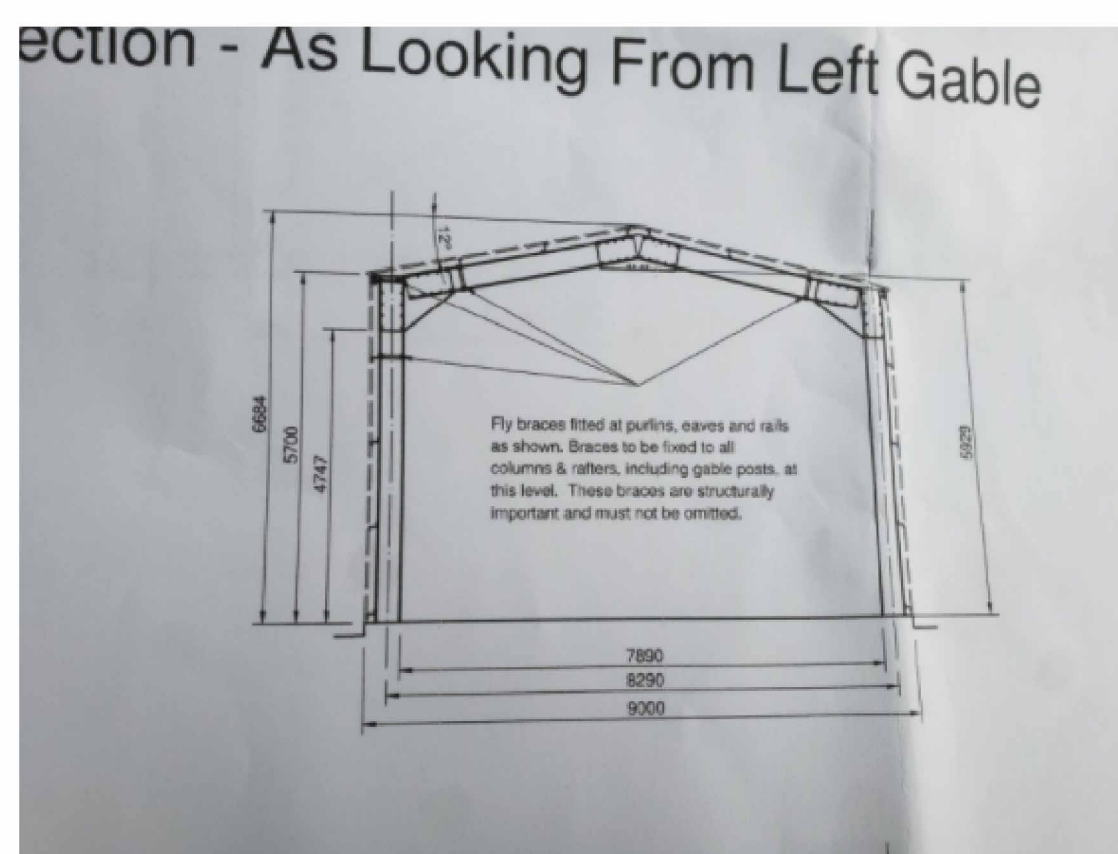 ection - As Looking From Left Gable
12°
6684
5700
4747
5929
Fly braces fitted at purlins, eaves and rails
as shown. Braces to be fixed to all
columns & rafters, including gable posts, at
this level. These braces are structurally
important and must not be omitted.
7890
8290
9000